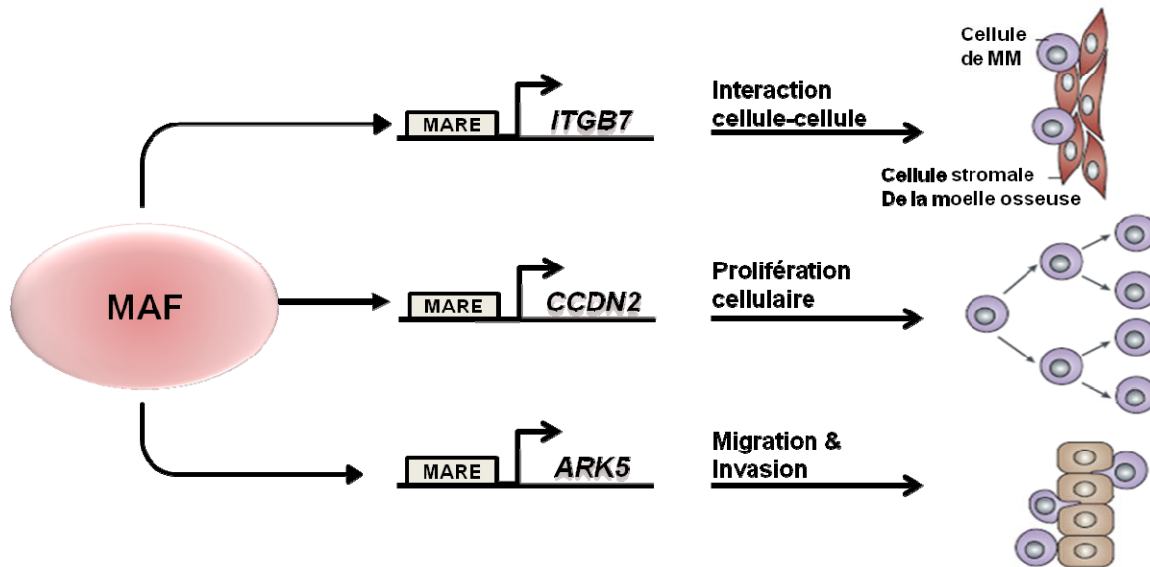 Cellule
de MM
Interaction
cellule-cellule
MARE
ITGB7
Cellule stromale
De la moelle osseuse
MAF
Prolifération
cellulaire
MARE
CCDN2
Migration &
Invasion
MARE
ARK5